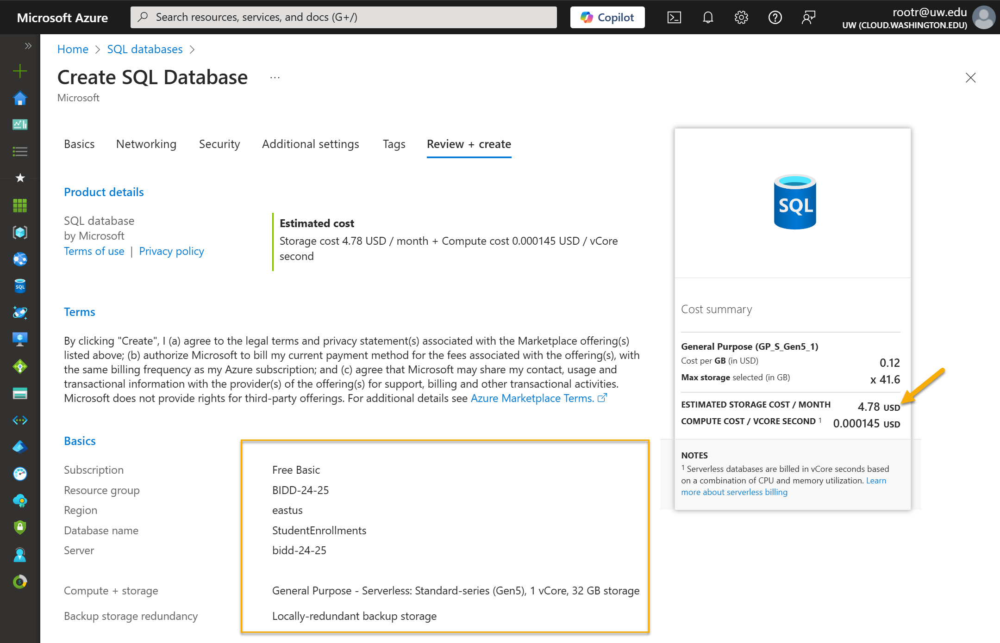 Microsoft Azure
Search resources, services, and docs (G+/)
Copilot
rootr@uw.edu
UW (CLOUD.WASHINGTON.EDU)
Home > SQL databases >
Create SQL Database ...
Microsoft
Basics Networking Security Additional settings Tags Review + create
Product details
SQL database
by Microsoft
Terms of use | Privacy policy
Estimated cost
Storage cost 4.78 USD / month + Compute cost 0.000145 USD / vCore
second
Terms
By clicking "Create", I (a) agree to the legal terms and privacy statement(s) associated with the Marketplace offering(s)
listed above; (b) authorize Microsoft to bill my current payment method for the fees associated with the offering(s), with
the same billing frequency as my Azure subscription; and (c) agree that Microsoft may share my contact, usage and
transactional information with the provider(s) of the offering(s) for support, billing and other transactional activities.
Microsoft does not provide rights for third-party offerings. For additional details see Azure Marketplace Terms.
Basics
Subscription Free Basic
Resource group BIDD-24-25
Region eastus
Database name StudentEnrollments
Server bidd-24-25
Compute + storage General Purpose - Serverless: Standard-series (Gen5), 1 vCore, 32 GB storage
Backup storage redundancy Locally-redundant backup storage
SQL
SQL
Cost summary
General Purpose (GP_S_Gen5_1)
Cost per GB (in USD) 0.12
Max storage selected (in GB) x 41.6
ESTIMATED STORAGE COST / MONTH 4.78 USD
COMPUTE COST / VCORE SECOND 1 0.000145 USD
NOTES
1 Serverless databases are billed in vCore seconds based
on a combination of CPU and memory utilization. Learn
more about serverless billing